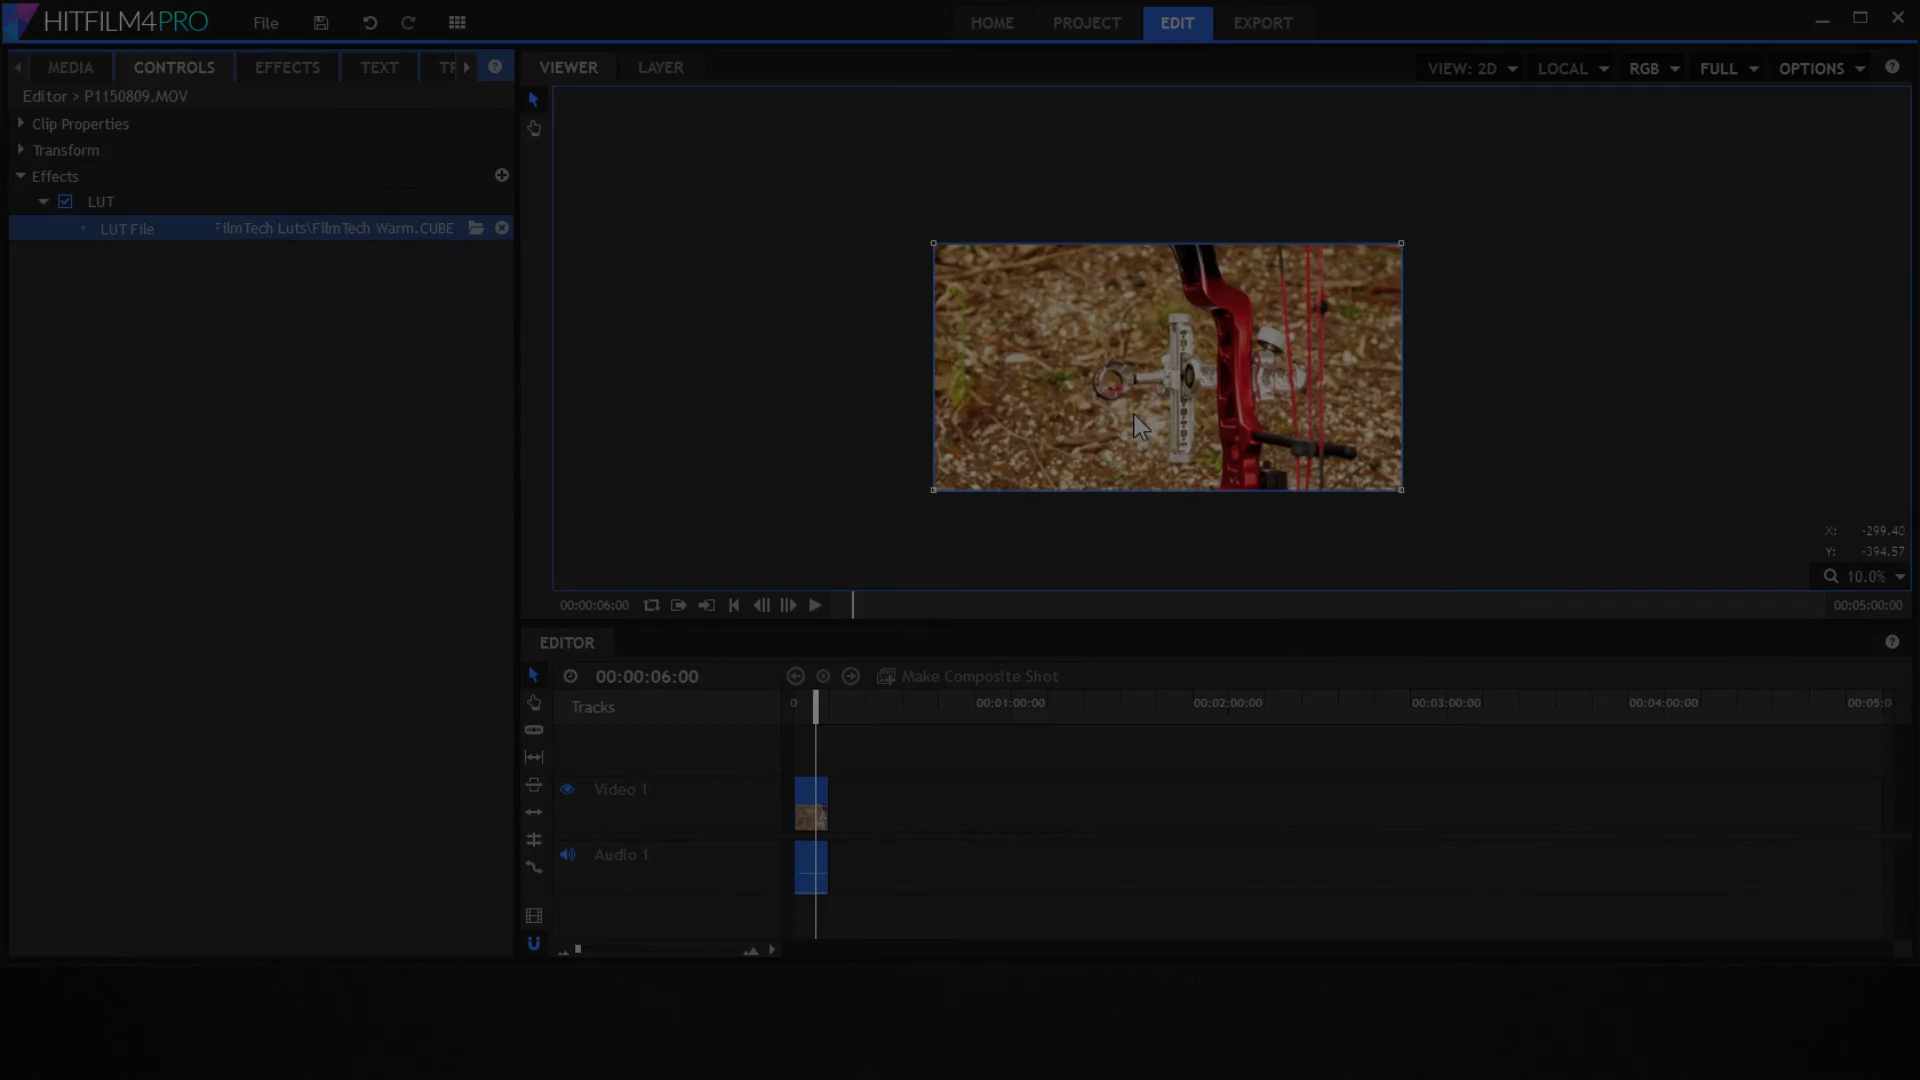 HITFILM4PRO File HOME PROJECT EDIT EXPORT
MEDIA CONTROLS EFFECTS TEXT
VIEWER LAYER VIEW: 2D LOCAL RGB FULL OPTIONS
Editor > P1150809.MOV
Clip Properties
Transform
Effects
LUT
LUT File FilmTech Luts\FilmTech Warm.CUBE
X: -299.40
Y: -394.57
10.0%
00:00:06:00 00:05:00:00
EDITOR
00:00:06:00 Make Composite Shot
Tracks 0 00:01:00:00 00:02:00:00 00:03:00:00 00:04:00:00 00:05:0
Video 1
Audio 1